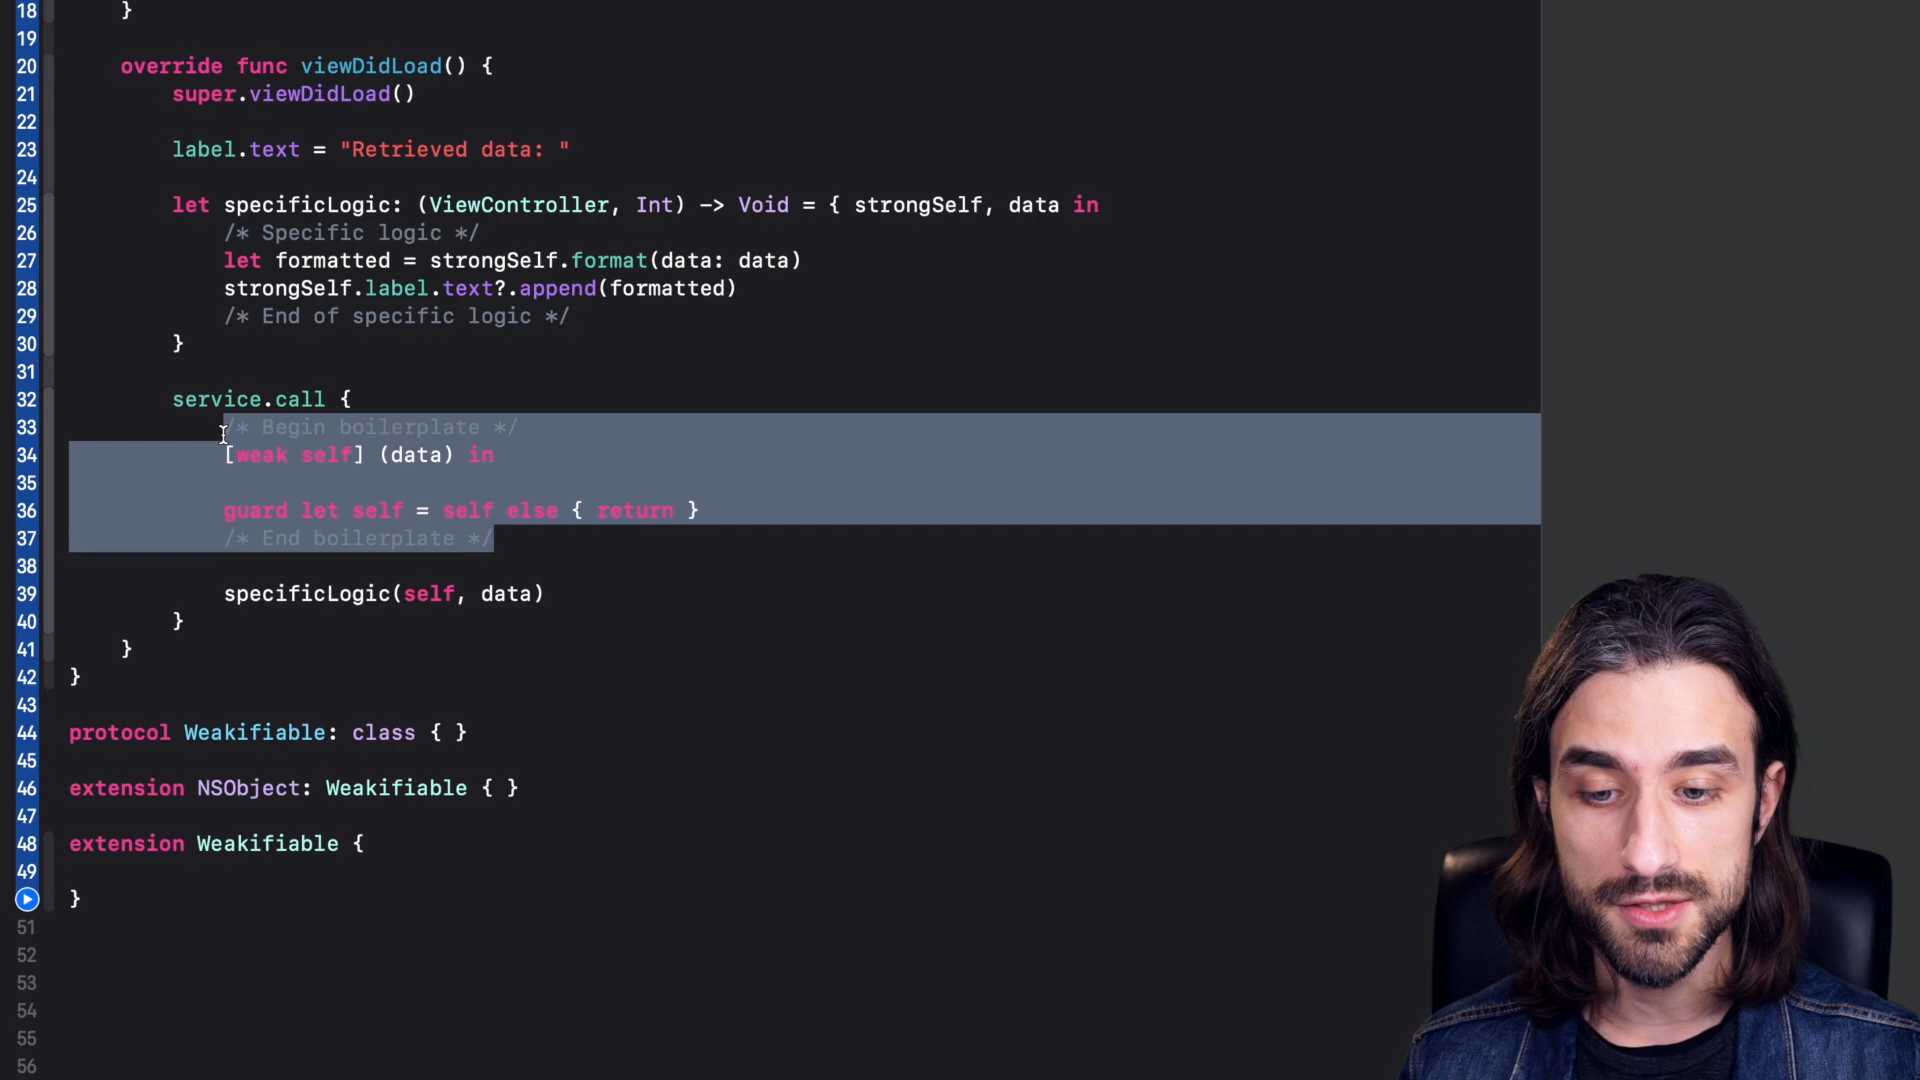 18 }
19
20 override func viewDidLoad() {
21 super.viewDidLoad()
22
23 label.text = "Retrieved data: "
24
25 let specificLogic: (ViewController, Int) -> Void = { strongSelf, data in
26 /* Specific logic */
27 let formatted = strongSelf.format(data: data)
28 strongSelf.label.text?.append(formatted)
29 /* End of specific logic */
30 }
31
32 service.call {
33 /* Begin boilerplate */
34 [weak self] (data) in
35
36 guard let self = self else { return }
37 /* End boilerplate */
38
39 specificLogic(self, data)
40 }
41 }
42 }
43
44 protocol Weakifiable: class { }
45
46 extension NSObject: Weakifiable { }
47
48 extension Weakifiable {
49
}
51
52
53
54
55
56